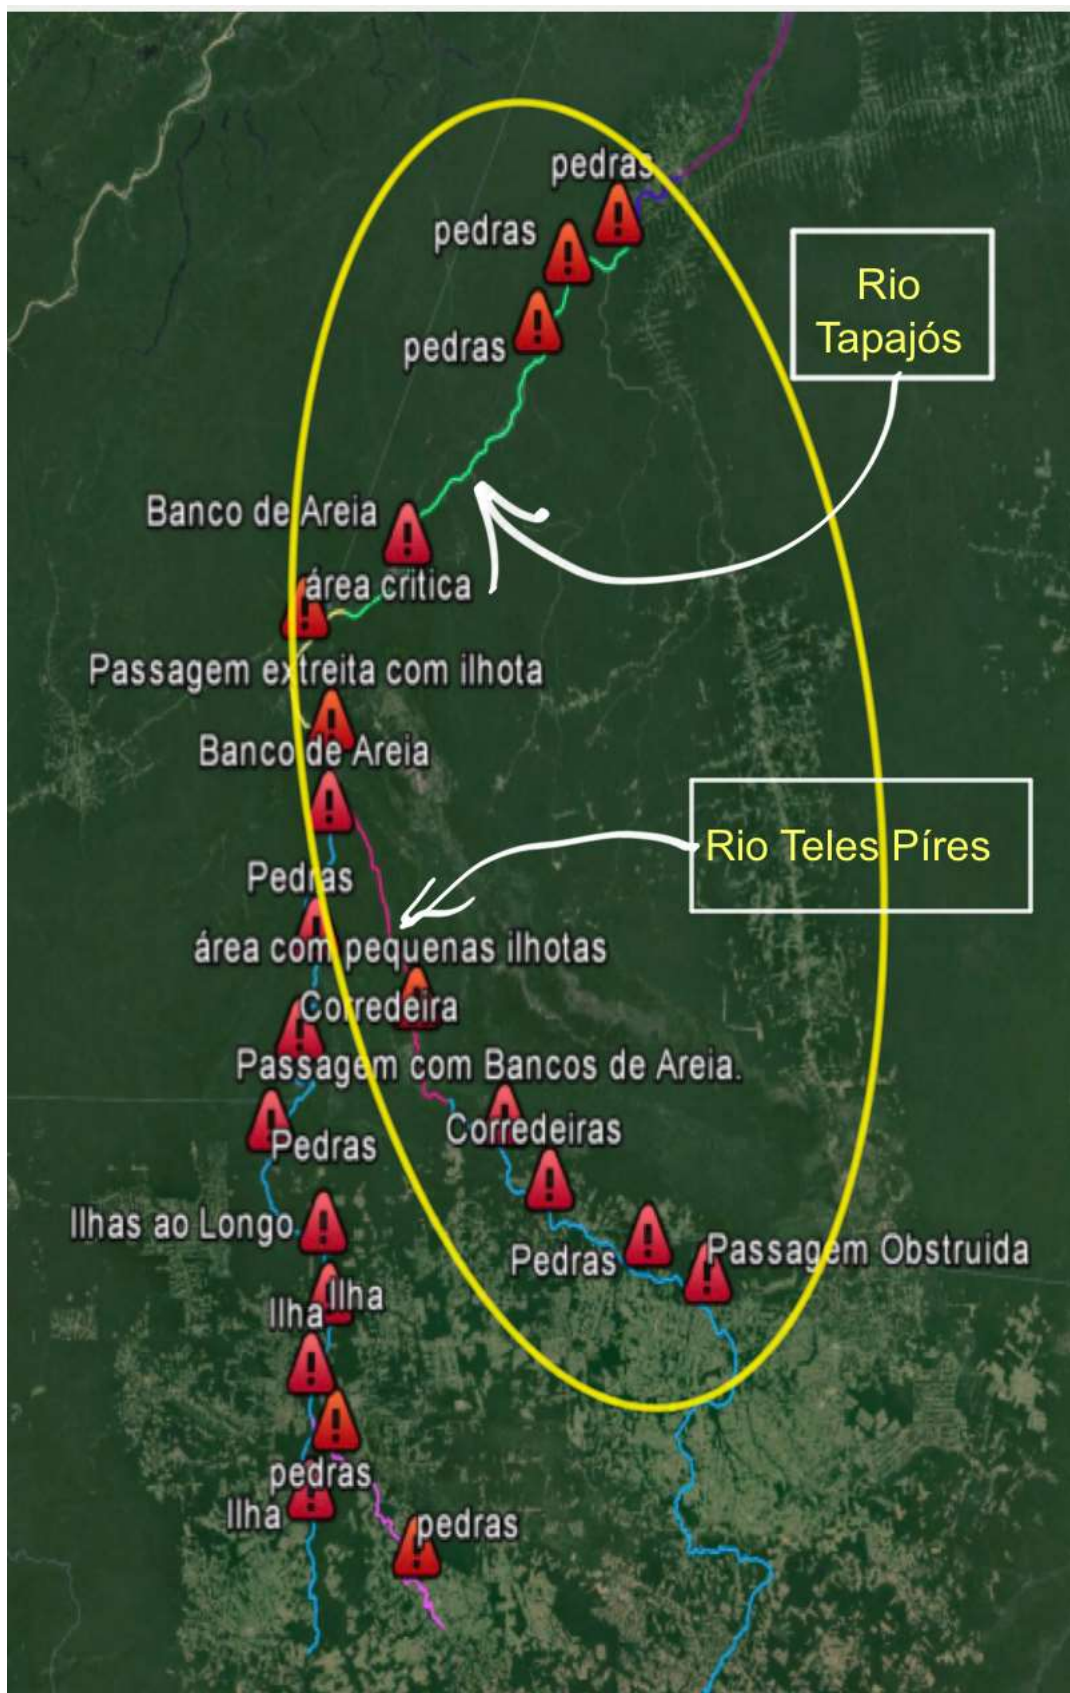 pedras
pedras
Rio
Tapajós
pedras
Banco de Areia
área critica
Passagem extreita com ilhota
Banco de Areia
Rio Teles Píres
Pedras
área com pequenas ilhotas
Corredeira
Passagem com Bancos de Areia.
Corredeiras
Pedras
Ilhas ao Longo
Passagem Obstruida
Pedras
Ilha
Ilha
pedras
Ilha
pedras